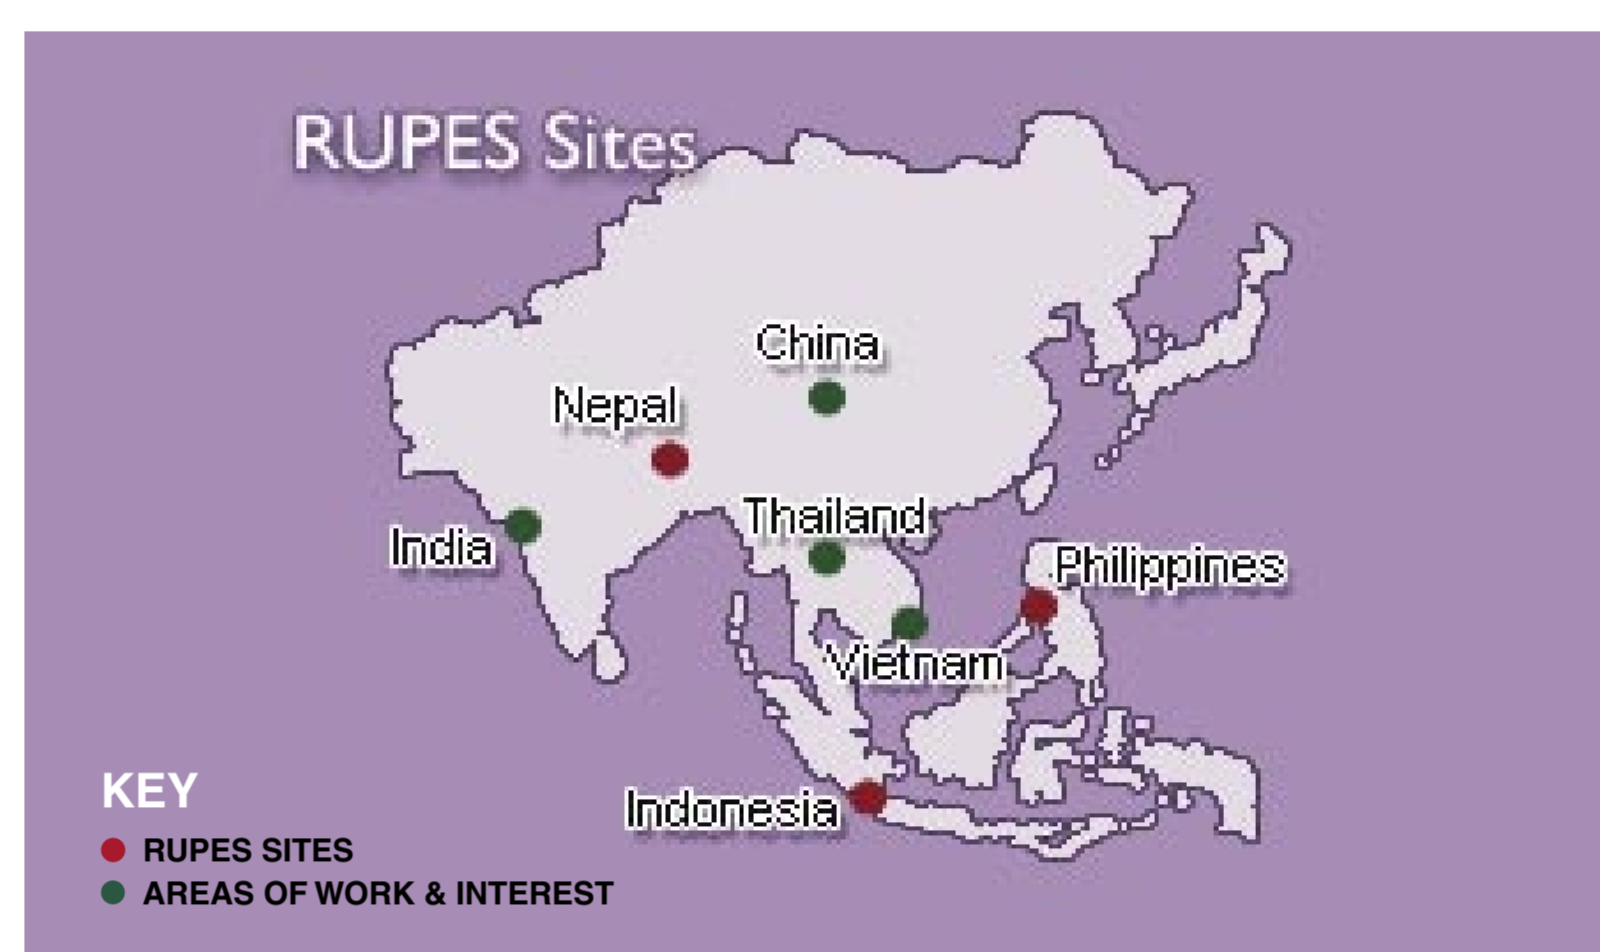 RUPES Sites
China
Nepal
Thailand
India
Philippines
Vietnam
Indonesia
KEY
RUPES SITES
AREAS OF WORK & INTEREST